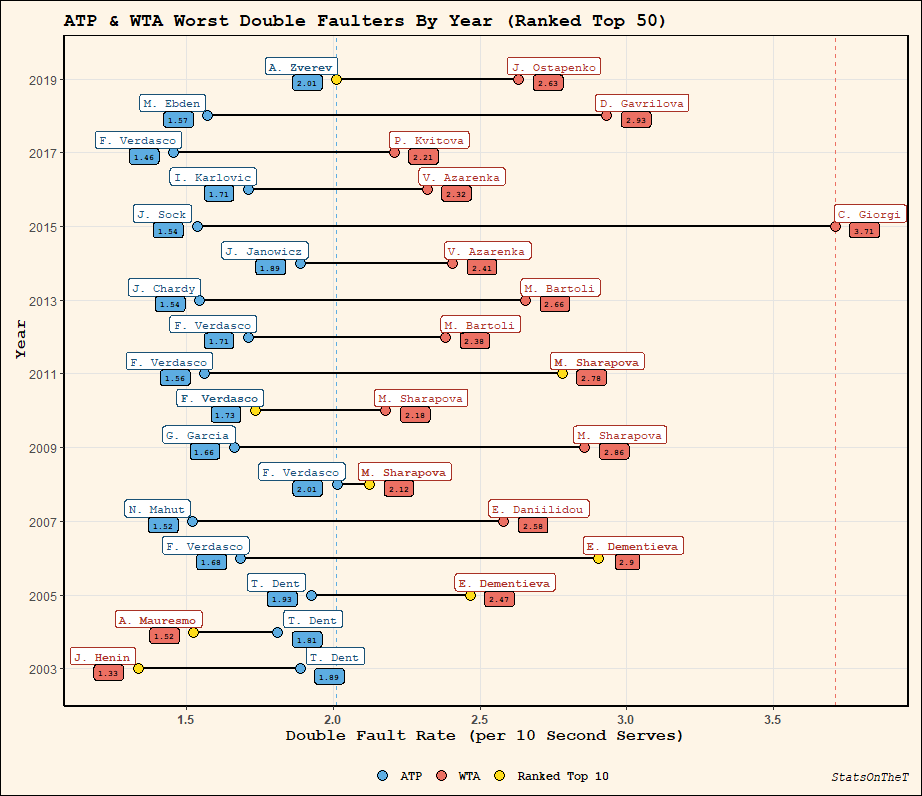 ATP & WTA Worst Double Faulters By Year (Ranked Top 50)
2019
A. Zverev
2.01
J. Ostapenko
2.63
M. Ebden
1.57
D. Gavrilova
2.93
2017
F. Verdasco
1.46
P. Kvitova
2.21
I. Karlovic
1.71
V. Azarenka
2.32
2015
J. Sock
1.54
C. Giorgi
3.71
J. Janowicz
1.89
V. Azarenka
2.41
2013
J. Chardy
1.54
M. Bartoli
2.66
F. Verdasco
1.71
M. Bartoli
2.38
2011
F. Verdasco
1.56
M. Sharapova
2.78
F. Verdasco
1.73
M. Sharapova
2.18
2009
G. Garcia
1.66
M. Sharapova
2.86
F. Verdasco
2.01
M. Sharapova
2.12
2007
N. Mahut
1.52
E. Daniilidou
2.58
F. Verdasco
1.68
E. Dementieva
2.9
2005
T. Dent
1.93
E. Dementieva
2.47
A. Mauresmo
1.52
T. Dent
1.81
2003
J. Henin
1.33
T. Dent
1.89
Year
1.5 2.0 2.5 3.0 3.5
Double Fault Rate (per 10 Second Serves)
ATP WTA Ranked Top 10
StatsOnTheT